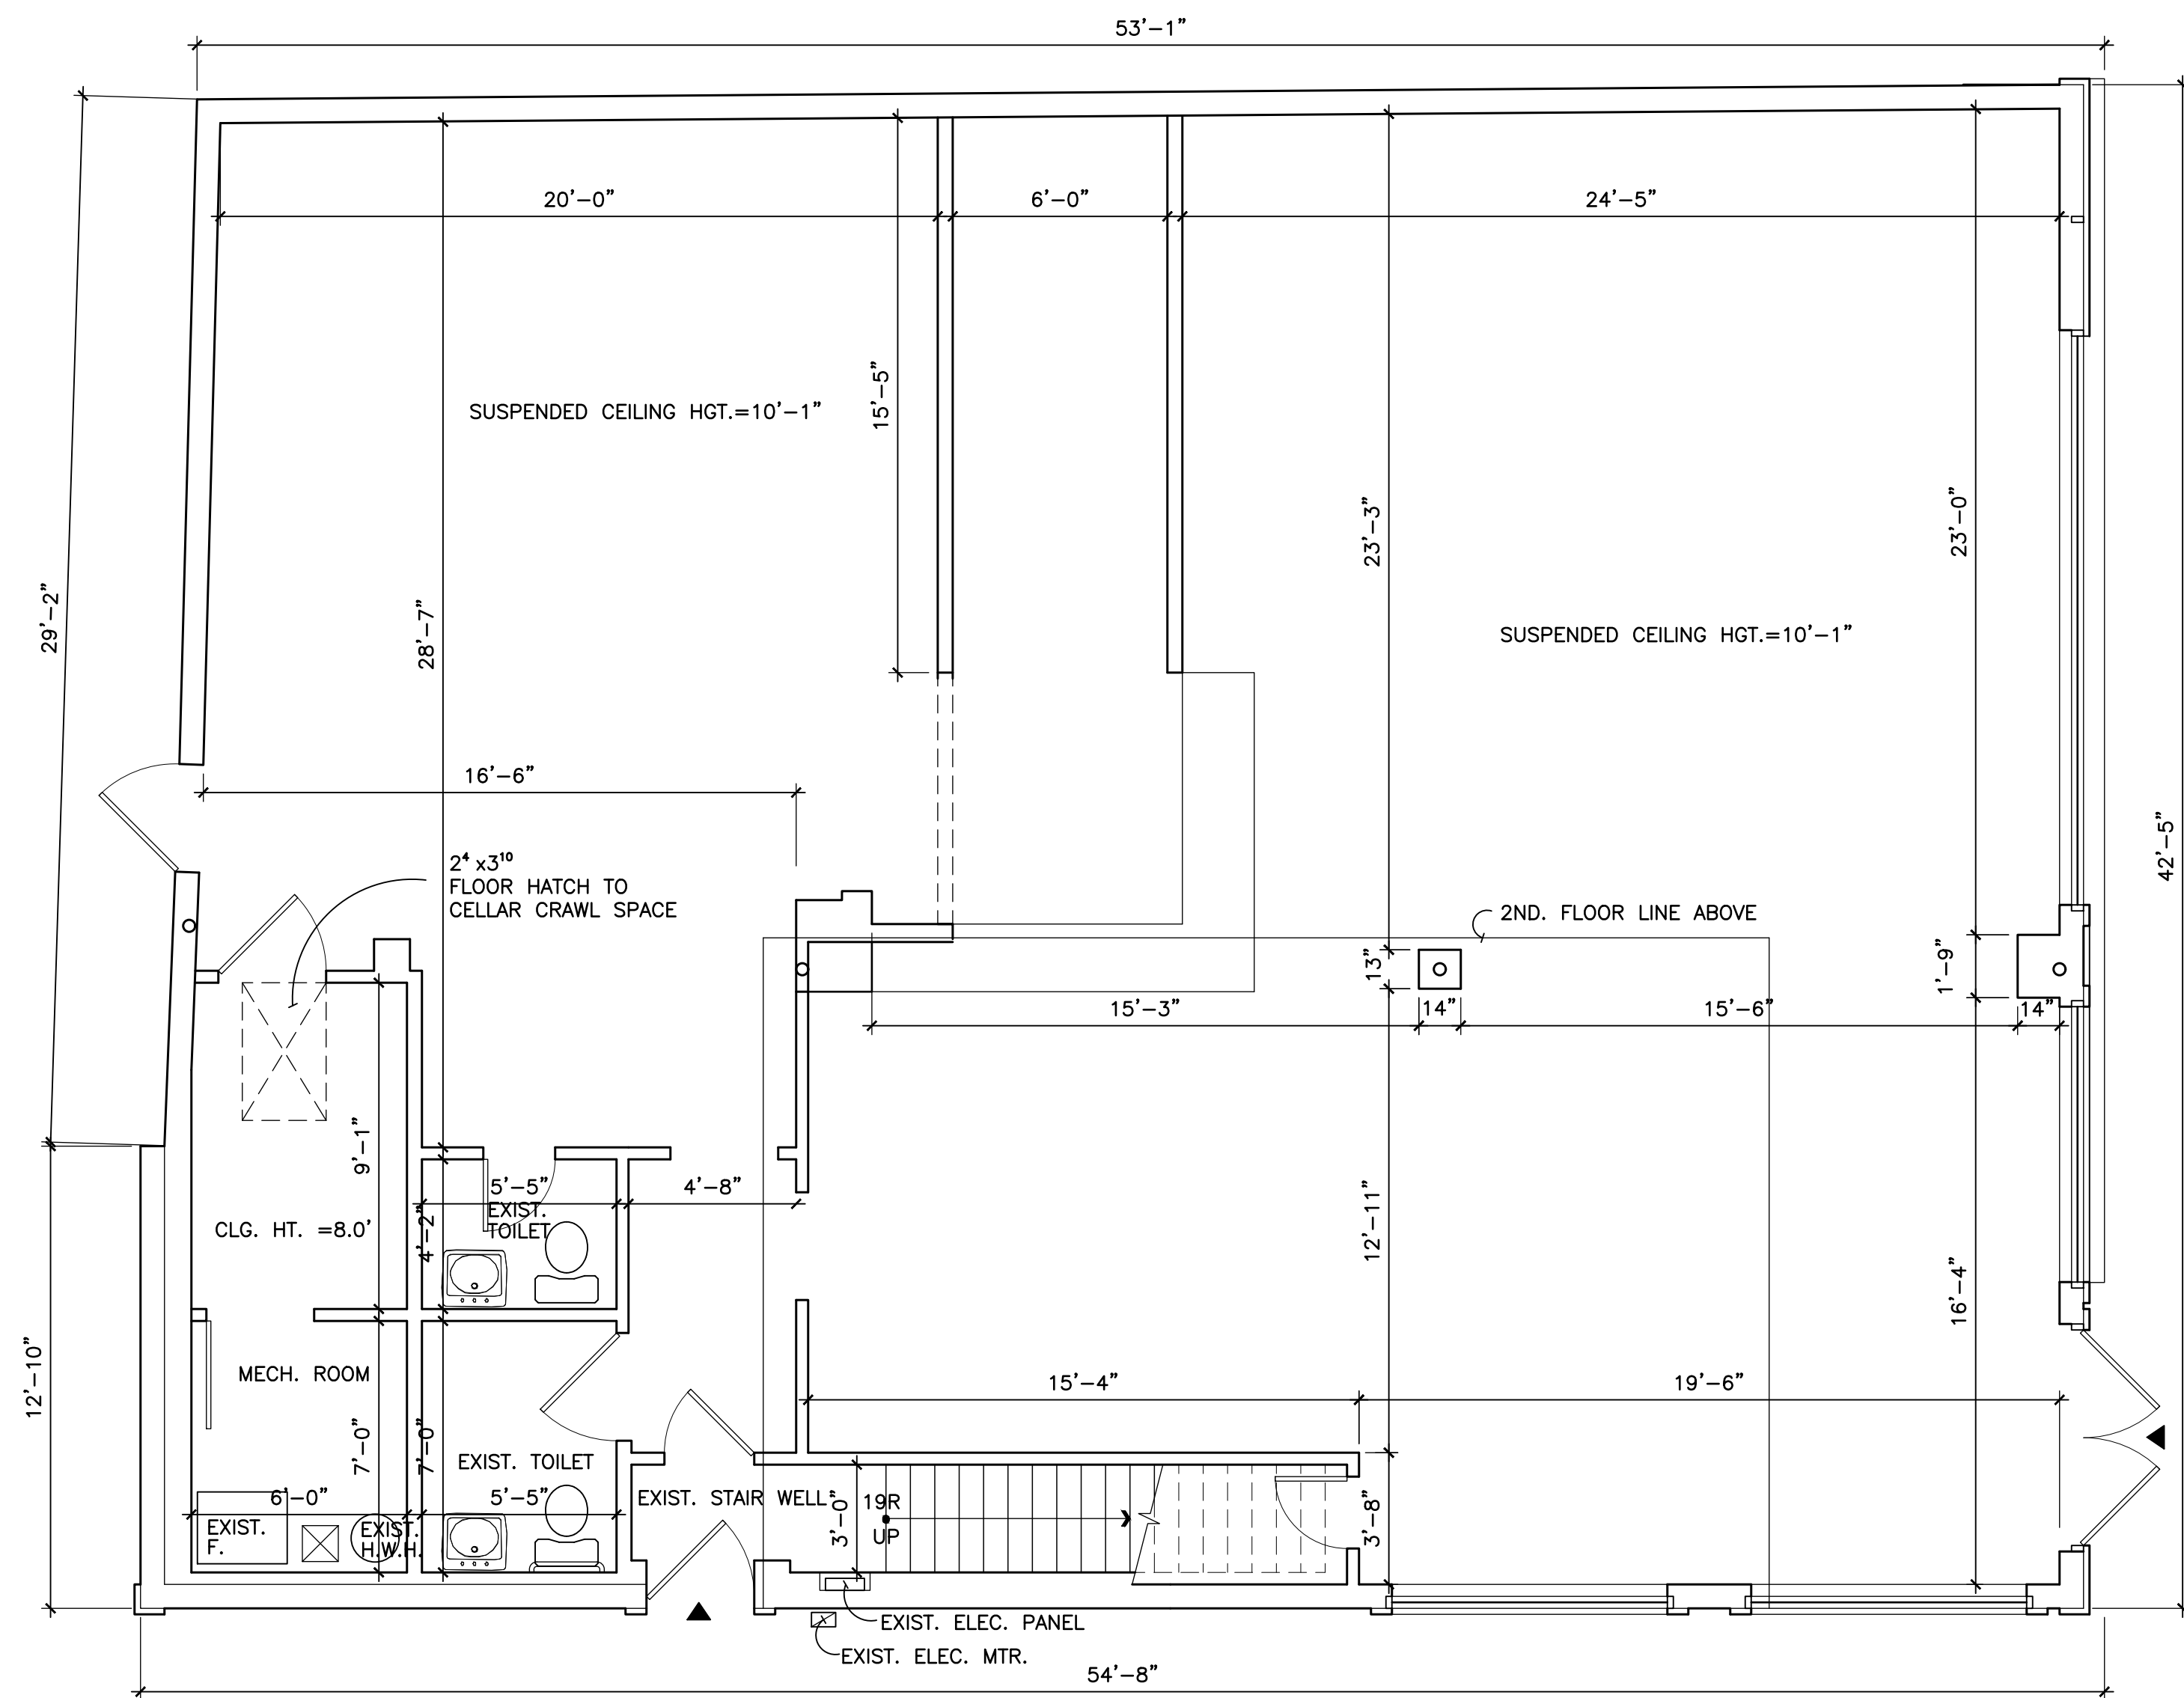 53'-1"
20'-0"
6'-0"
24'-5"
15'-5"
SUSPENDED CEILING HGT.=10'-1"
23'-3"
23'-0"
29'-2"
28'-7"
SUSPENDED CEILING HGT.=10'-1"
16'-6"
42'-5"
2⁴ x3¹⁰
FLOOR HATCH TO
CELLAR CRAWL SPACE
2ND. FLOOR LINE ABOVE
13"
1'-9"
15'-3"
14"
15'-6"
14"
9'-1"
5'-5"
4'-8"
EXIST.
TOILET
4'-2"
CLG. HT. =8.0'
12'-11"
16'-4"
12'-10"
MECH. ROOM
15'-4"
19'-6"
7'-0"
7'-0"
EXIST. TOILET
6'-0"
5'-5"
EXIST. STAIR WELL
3'-0"
19R
UP
3'-8"
EXIST.
F.
EXIST.
H.W.H.
EXIST. ELEC. PANEL
EXIST. ELEC. MTR.
54'-8"